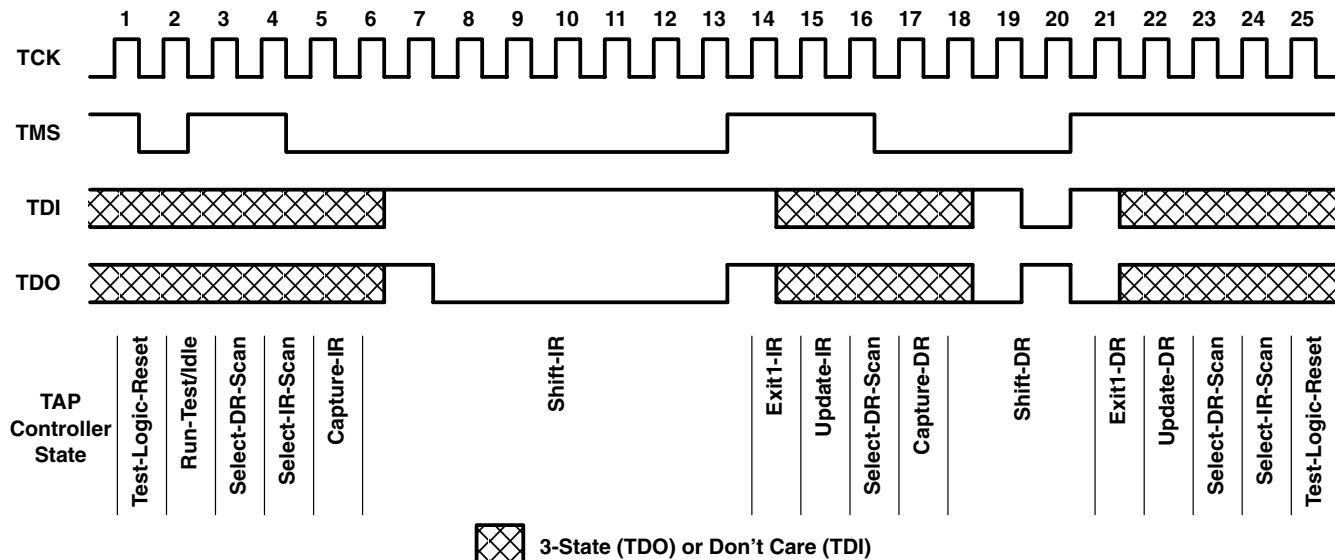 1 2 3 4 5 6 7 8 9 10 11 12 13 14 15 16 17 18 19 20 21 22 23 24 25
TCK
TMS
TDI
TDO
TAP
Controller
State
Test-Logic-Reset
Run-Test/Idle
Select-DR-Scan
Select-IR-Scan
Capture-IR
Shift-IR
Exit1-IR
Update-IR
Select-DR-Scan
Capture-DR
Shift-DR
Exit1-DR
Update-DR
Select-DR-Scan
Select-IR-Scan
Test-Logic-Reset
3-State (TDO) or Don't Care (TDI)